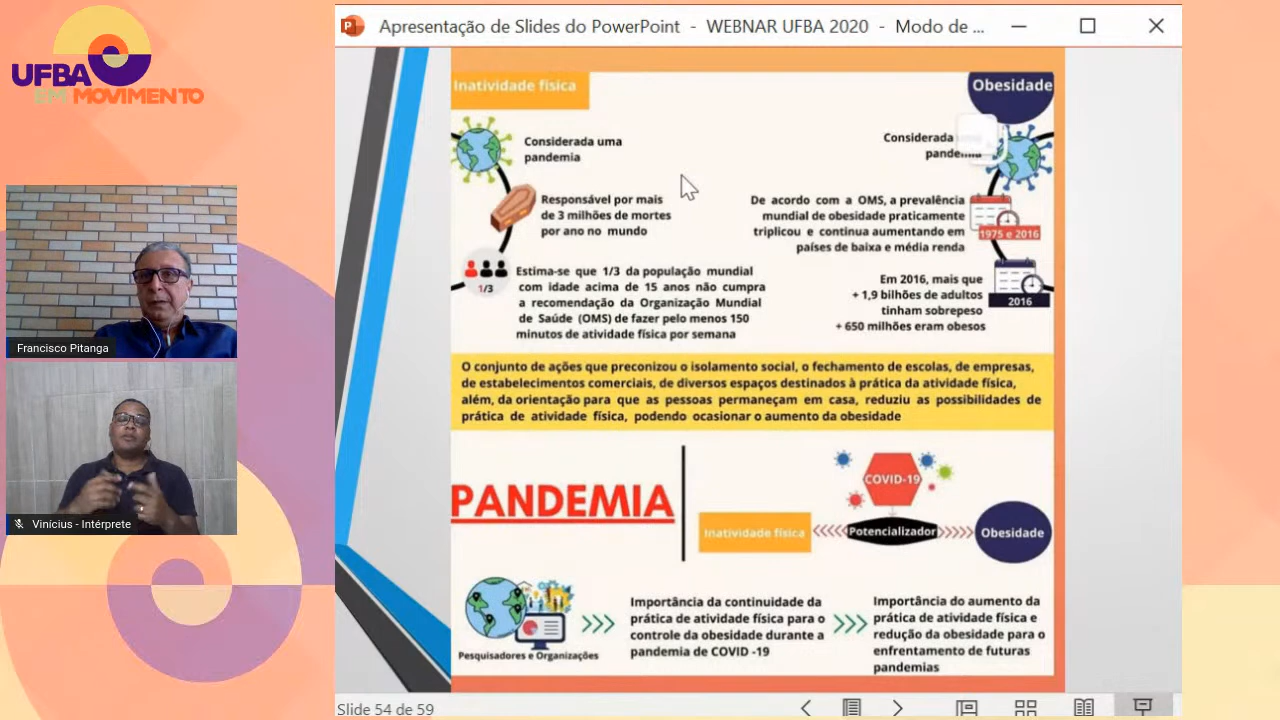 UFBA
EM MOVIMENTO
Apresentação de Slides do PowerPoint - WEBNAR UFBA 2020 - Modo de ...
Inatividade física
Obesidade
Considerada uma
pandemia
Responsável por mais
de 3 milhões de mortes
por ano no mundo
1/3
Estima-se que 1/3 da população mundial
com idade acima de 15 anos não cumpra
a recomendação da Organização Mundial
de Saúde (OMS) de fazer pelo menos 150
minutos de atividade física por semana
Considerada
pandemia
De acordo com a OMS, a prevalência
mundial de obesidade praticamente
triplicou e continua aumentando em
países de baixa e média renda
1975 e 2016
Em 2016, mais que
+ 1,9 bilhões de adultos
tinham sobrepeso
+ 650 milhões eram obesos
2016
O conjunto de ações que preconizou o isolamento social, o fechamento de escolas, de empresas,
de estabelecimentos comerciais, de diversos espaços destinados à prática da atividade física,
além, da orientação para que as pessoas permaneçam em casa, reduziu as possibilidades de
prática de atividade física, podendo ocasionar o aumento da obesidade
PANDEMIA
COVID-19
Inatividade física
Potencializador
Obesidade
Pesquisadores e Organizações
Importância da continuidade da
prática de atividade física para o
controle da obesidade durante a
pandemia de COVID -19
Importância do aumento da
prática de atividade física e
redução da obesidade para o
enfrentamento de futuras
pandemias
Slide 54 de 59
Francisco Pitanga
Vinícius - Intérprete